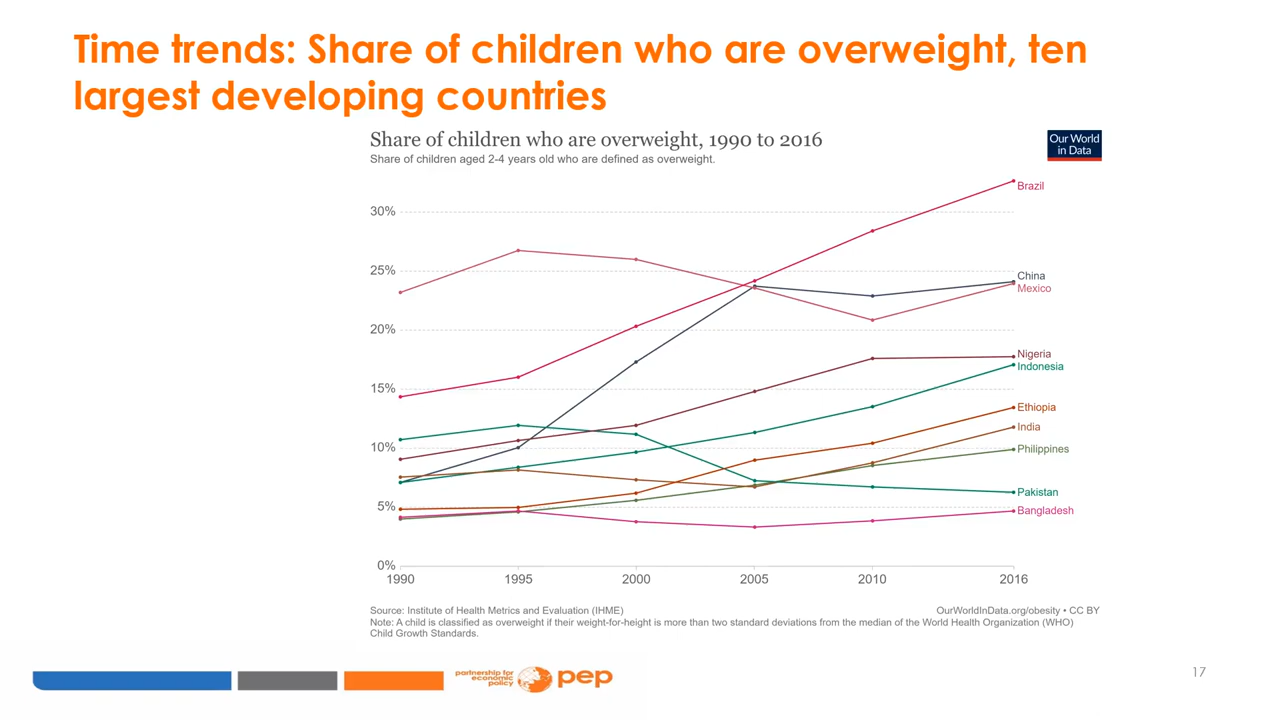 Time trends: Share of children who are overweight, ten
largest developing countries
Share of children who are overweight, 1990 to 2016
Share of children aged 2-4 years old who are defined as overweight.
Our World
in Data
30%
25%
20%
15%
10%
5%
0%
Brazil
China
Mexico
Nigeria
Indonesia
Ethiopia
India
Philippines
Pakistan
Bangladesh
1990 1995 2000 2005 2010 2016
Source: Institute of Health Metrics and Evaluation (IHME) OurWorldInData.org/obesity • CC BY
Note: A child is classified as overweight if their weight-for-height is more than two standard deviations from the median of the World Health Organization (WHO)
Child Growth Standards.
partnership for
economic
policy
pep
17